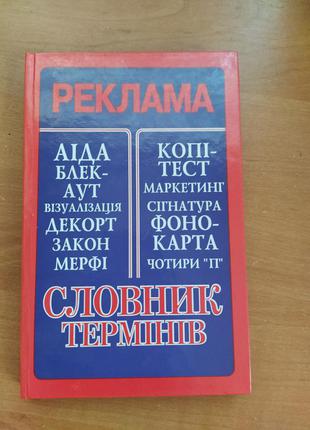 РЕКЛАМА
АІДА
БЛЕК-
АУТ
ВІЗУАЛІЗАЦІЯ
ДЕКОРТ
ЗАКОН
МЕРФІ
КОПІ-
ТЕСТ
МАРКЕТИНГ
СІГНАТУРА
ФОНО-
КАРТА
ЧОТИРИ "П"
СЛОВНИК
ТЕРМІНІВ